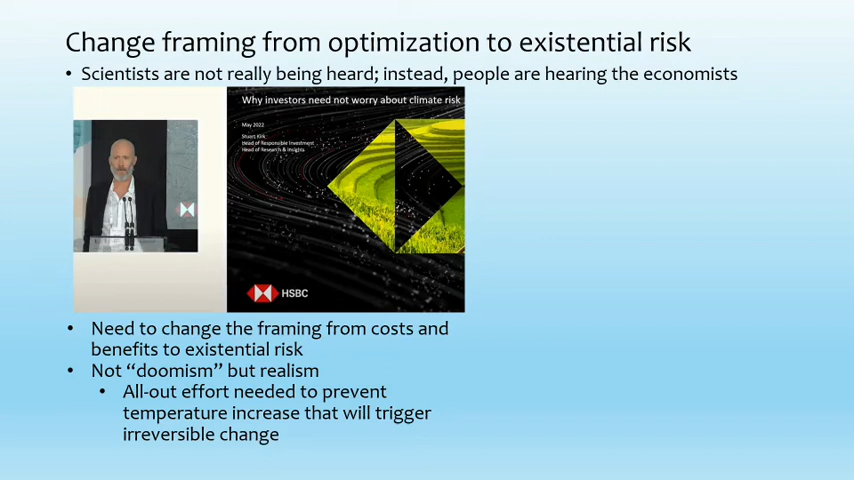 Change framing from optimization to existential risk
• Scientists are not really being heard; instead, people are hearing the economists
Why investors need not worry about climate risk
May 2022
Stuart Kirk
Head of Responsible Investment
Head of Research & Insights
HSBC
• Need to change the framing from costs and
benefits to existential risk
• Not “doomism” but realism
• All-out effort needed to prevent
temperature increase that will trigger
irreversible change